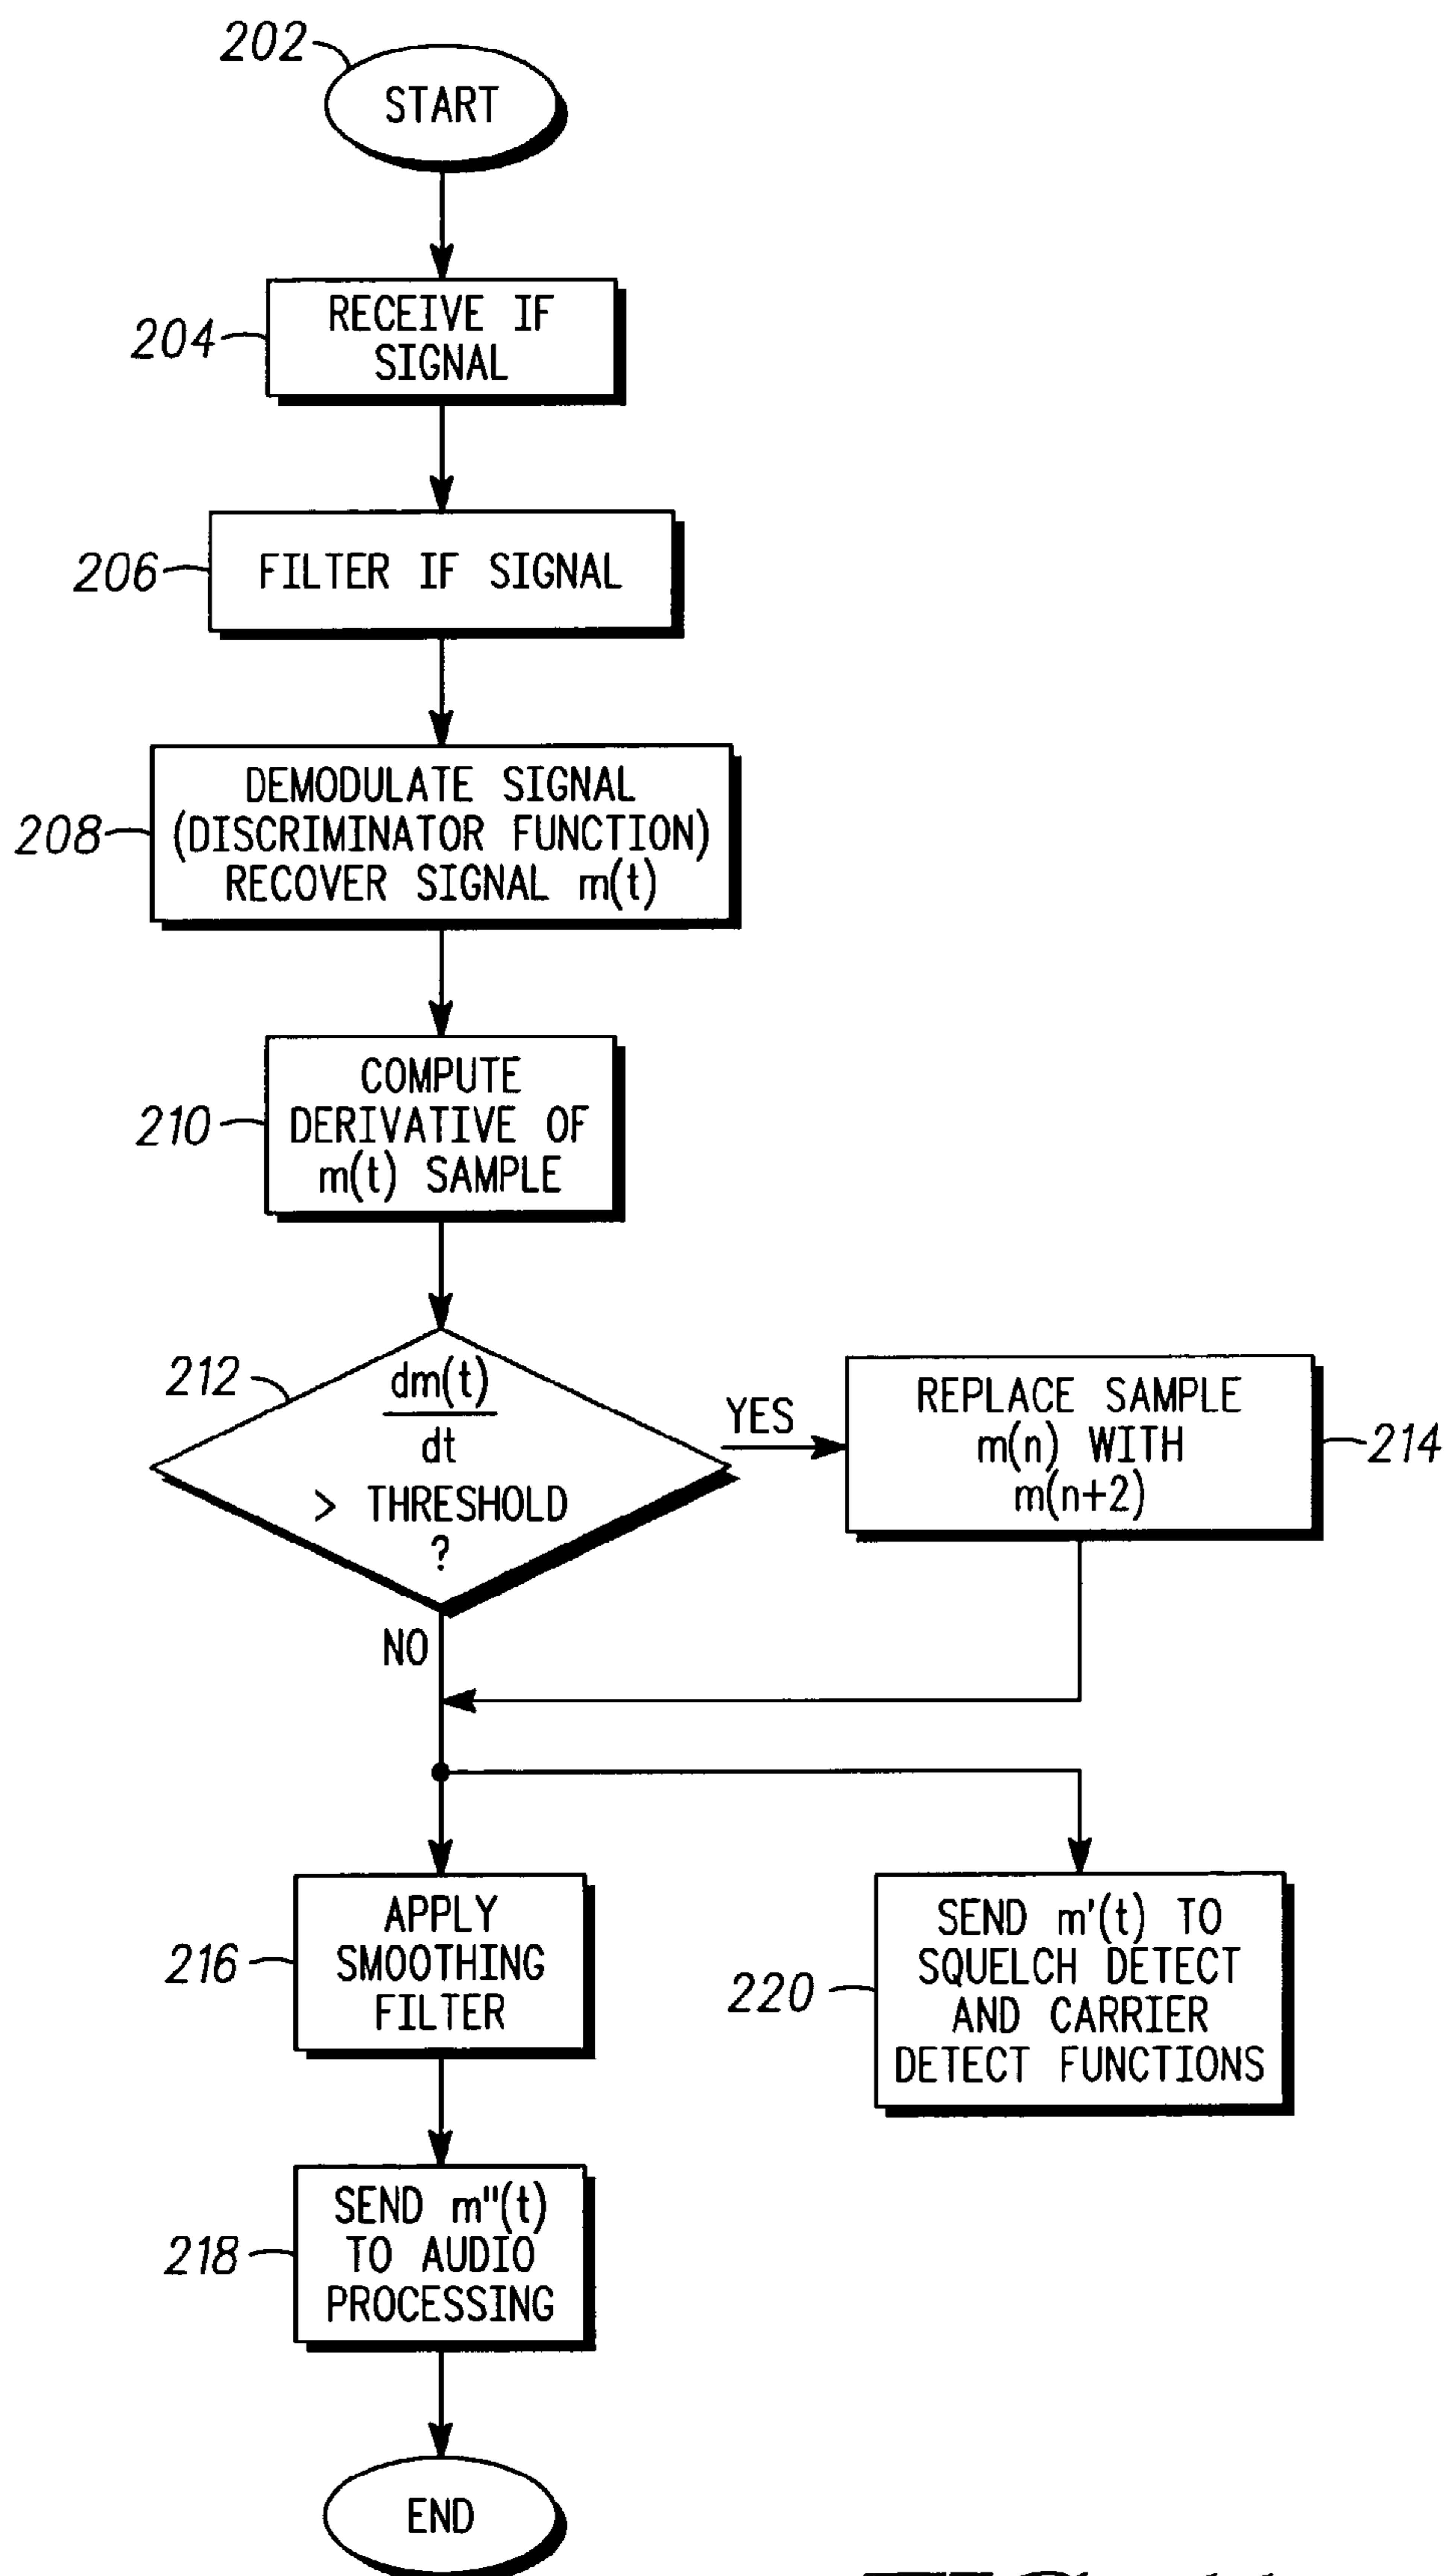 202
START
204
RECEIVE IF
SIGNAL
206
FILTER IF SIGNAL
208
DEMODULATE SIGNAL
(DISCRIMINATOR FUNCTION)
RECOVER SIGNAL m(t)
210
COMPUTE
DERIVATIVE OF
m(t) SAMPLE
212
dm(t)
dt
> THRESHOLD
?
YES
REPLACE SAMPLE
m(n) WITH
m(n+2)
214
NO
216
APPLY
SMOOTHING
FILTER
220
SEND m'(t) TO
SQUELCH DETECT
AND CARRIER
DETECT FUNCTIONS
218
SEND m"(t)
TO AUDIO
PROCESSING
END